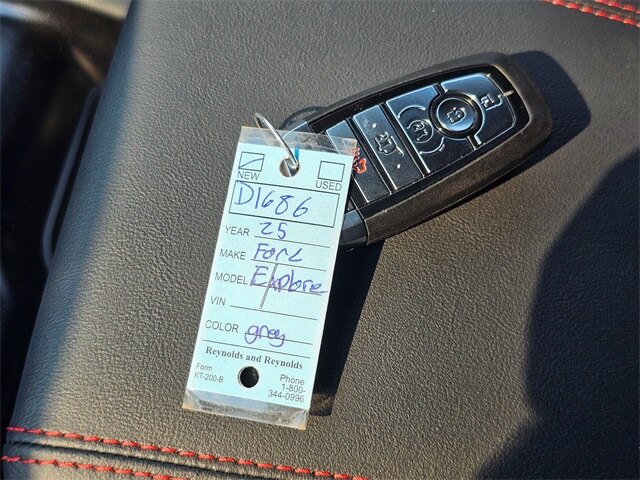 NEW USED
D1686
YEAR 25
MAKE Ford
MODEL Explore
VIN
COLOR grey
Reynolds and Reynolds
Form
KT-200-B
Phone
1-800-
344-0996